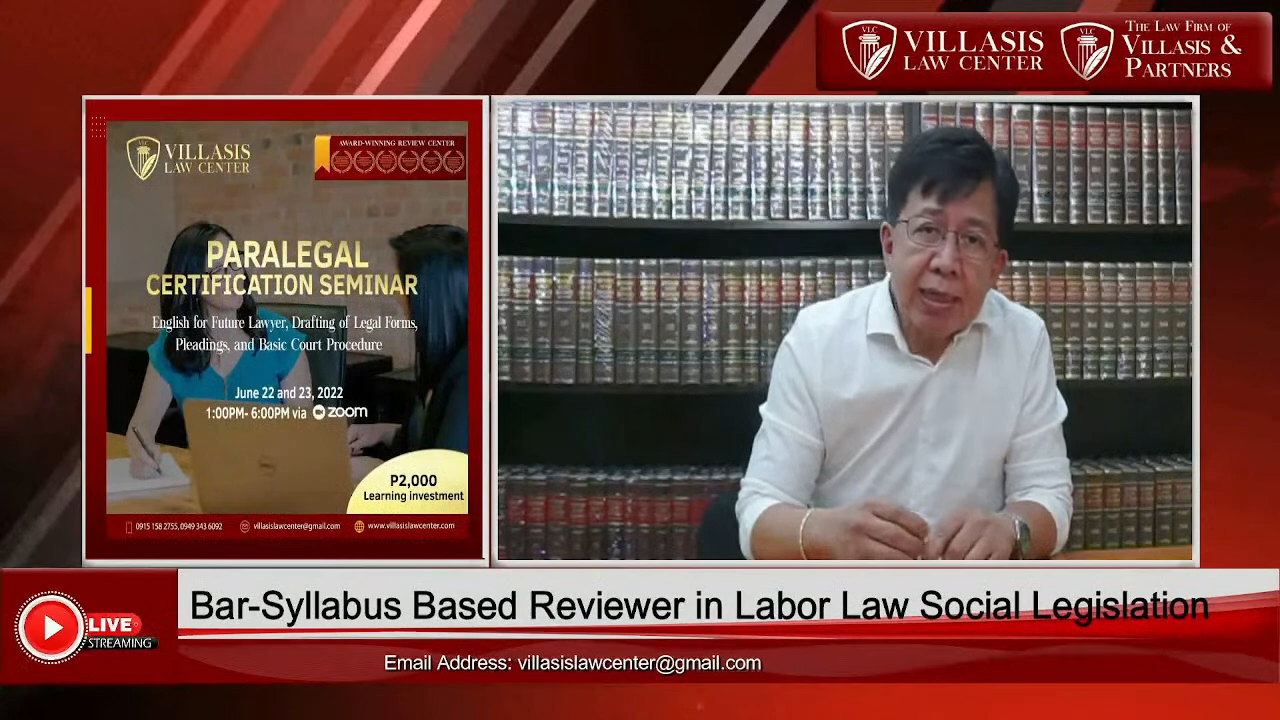 VLC
VILLASIS
LAW CENTER
VLC
THE LAW FIRM OF
VILLASIS &
PARTNERS
VLC
VILLASIS
LAW CENTER
AWARD-WINNING REVIEW CENTER
PARALEGAL
CERTIFICATION SEMINAR
English for Future Lawyer, Drafting of Legal Forms,
Pleadings, and Basic Court Procedure
June 22 and 23, 2022
1:00PM- 6:00PM via zoom
P2,000
Learning investment
0915 158 2755, 0949 343 6092
villasislawcenter@gmail.com
www.villasislawcenter.com
LIVE
STREAMING
Bar-Syllabus Based Reviewer in Labor Law Social Legislation
Email Address: villasislawcenter@gmail.com